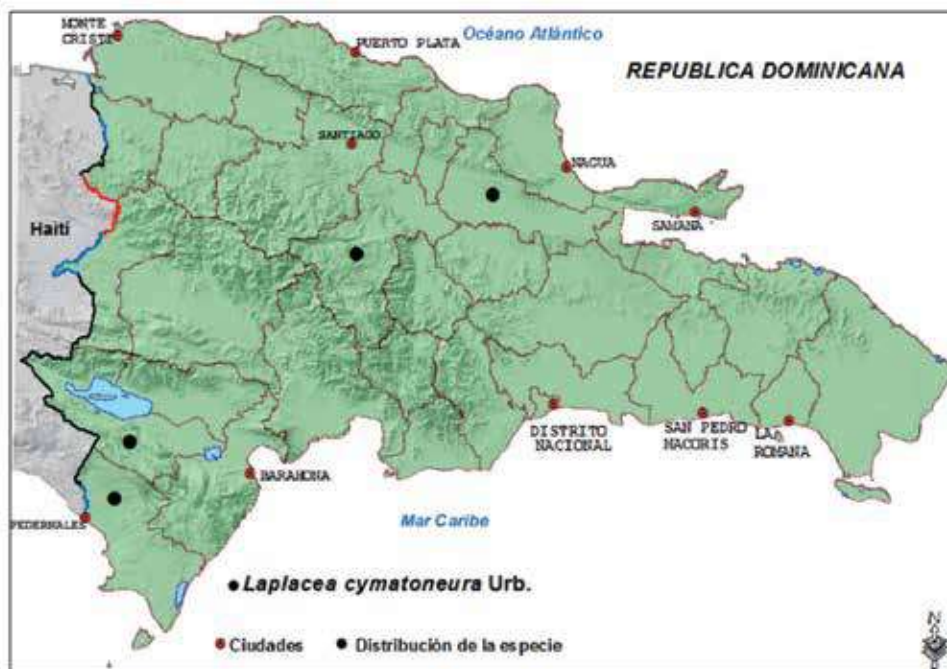 MONTE
CRISTI
PUERTO PLATA
Océano Atlántico
REPUBLICA DOMINICANA
SANTIAGO
NAGUA
SAMANA
Haití
DISTRITO
NACIONAL
SAN PEDRO
MACORIS
LA
ROMANA
BARAHONA
PEDERNALES
Mar Caribe
Laplacea cymatoneura Urb.
Ciudades
Distribución de la especie
N